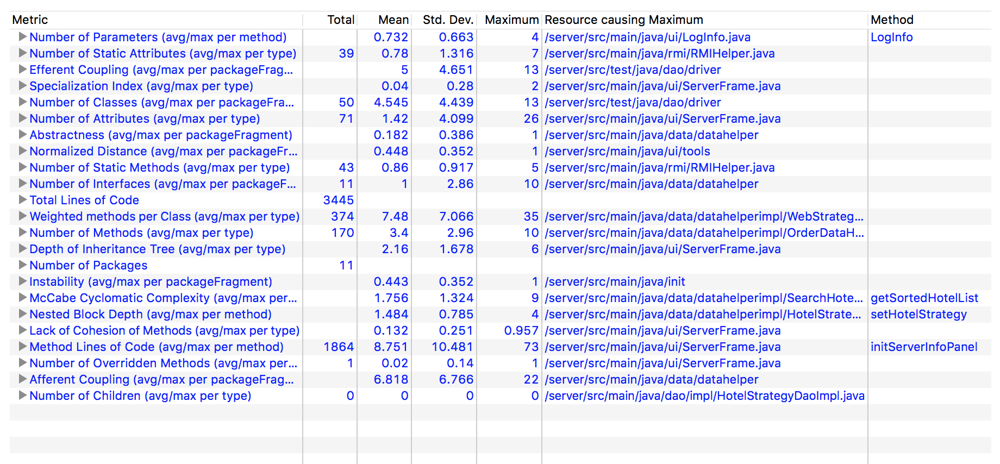 Metric Total Mean Std. Dev. Maximum Resource causing Maximum Method
Number of Parameters (avg/max per method) 0.732 0.663 4 /server/src/main/java/ui/LogInfo.java LogInfo
Number of Static Attributes (avg/max per type) 39 0.78 1.316 7 /server/src/main/java/rmi/RMIHelper.java
Efferent Coupling (avg/max per packageFrag... 5 4.651 13 /server/src/test/java/dao/driver
Specialization Index (avg/max per type) 0.04 0.28 2 /server/src/main/java/ui/ServerFrame.java
Number of Classes (avg/max per packageFra... 50 4.545 4.439 13 /server/src/test/java/dao/driver
Number of Attributes (avg/max per type) 71 1.42 4.099 26 /server/src/main/java/ui/ServerFrame.java
Abstractness (avg/max per packageFragment) 0.182 0.386 1 /server/src/main/java/data/datahelper
Normalized Distance (avg/max per packageFr... 0.448 0.352 1 /server/src/main/java/ui/tools
Number of Static Methods (avg/max per type) 43 0.86 0.917 5 /server/src/main/java/rmi/RMIHelper.java
Number of Interfaces (avg/max per packageF... 11 1 2.86 10 /server/src/main/java/data/datahelper
Total Lines of Code 3445
Weighted methods per Class (avg/max per type) 374 7.48 7.066 35 /server/src/main/java/data/datahelperimpl/WebStrateg...
Number of Methods (avg/max per type) 170 3.4 2.96 10 /server/src/main/java/data/datahelperimpl/OrderDataH...
Depth of Inheritance Tree (avg/max per type) 2.16 1.678 6 /server/src/main/java/ui/ServerFrame.java
Number of Packages 11
Instability (avg/max per packageFragment) 0.443 0.352 1 /server/src/main/java/init
McCabe Cyclomatic Complexity (avg/max per... 1.756 1.324 9 /server/src/main/java/data/datahelperimpl/SearchHote... getSortedHotelList
Nested Block Depth (avg/max per method) 1.484 0.785 4 /server/src/main/java/data/datahelperimpl/HotelStrate... setHotelStrategy
Lack of Cohesion of Methods (avg/max per type) 0.132 0.251 0.957 /server/src/main/java/ui/ServerFrame.java
Method Lines of Code (avg/max per method) 1864 8.751 10.481 73 /server/src/main/java/ui/ServerFrame.java initServerInfoPanel
Number of Overridden Methods (avg/max per... 1 0.02 0.14 1 /server/src/main/java/ui/ServerFrame.java
Afferent Coupling (avg/max per packageFrag... 6.818 6.766 22 /server/src/main/java/data/datahelper
Number of Children (avg/max per type) 0 0 0 0 /server/src/main/java/dao/impl/HotelStrategyDaoImpl.java